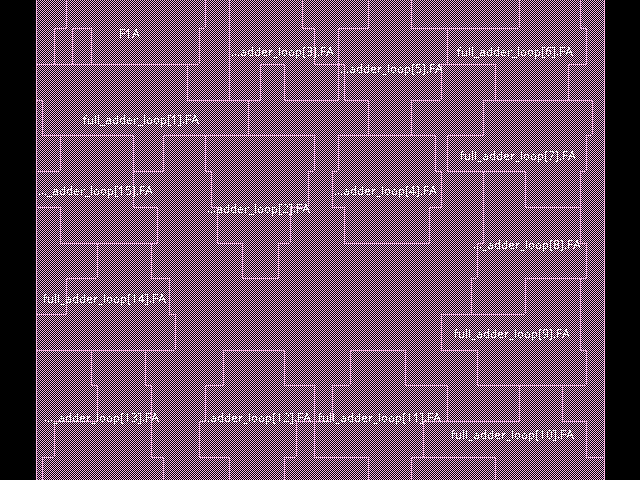 F1.A
_adder_loop[3].FA
full_adder_loop[6].FA
_adder_loop[5].FA
full_adder_loop[1].FA
full_adder_loop[7].FA
_adder_loop[15].FA
_adder_loop[4].FA
_adder_loop[2].FA
_adder_loop[8].FA
full_adder_loop[14].FA
full_adder_loop[9].FA
_adder_loop[13].FA
_adder_loop[12].FA
full_adder_loop[11].FA
full_adder_loop[10].FA